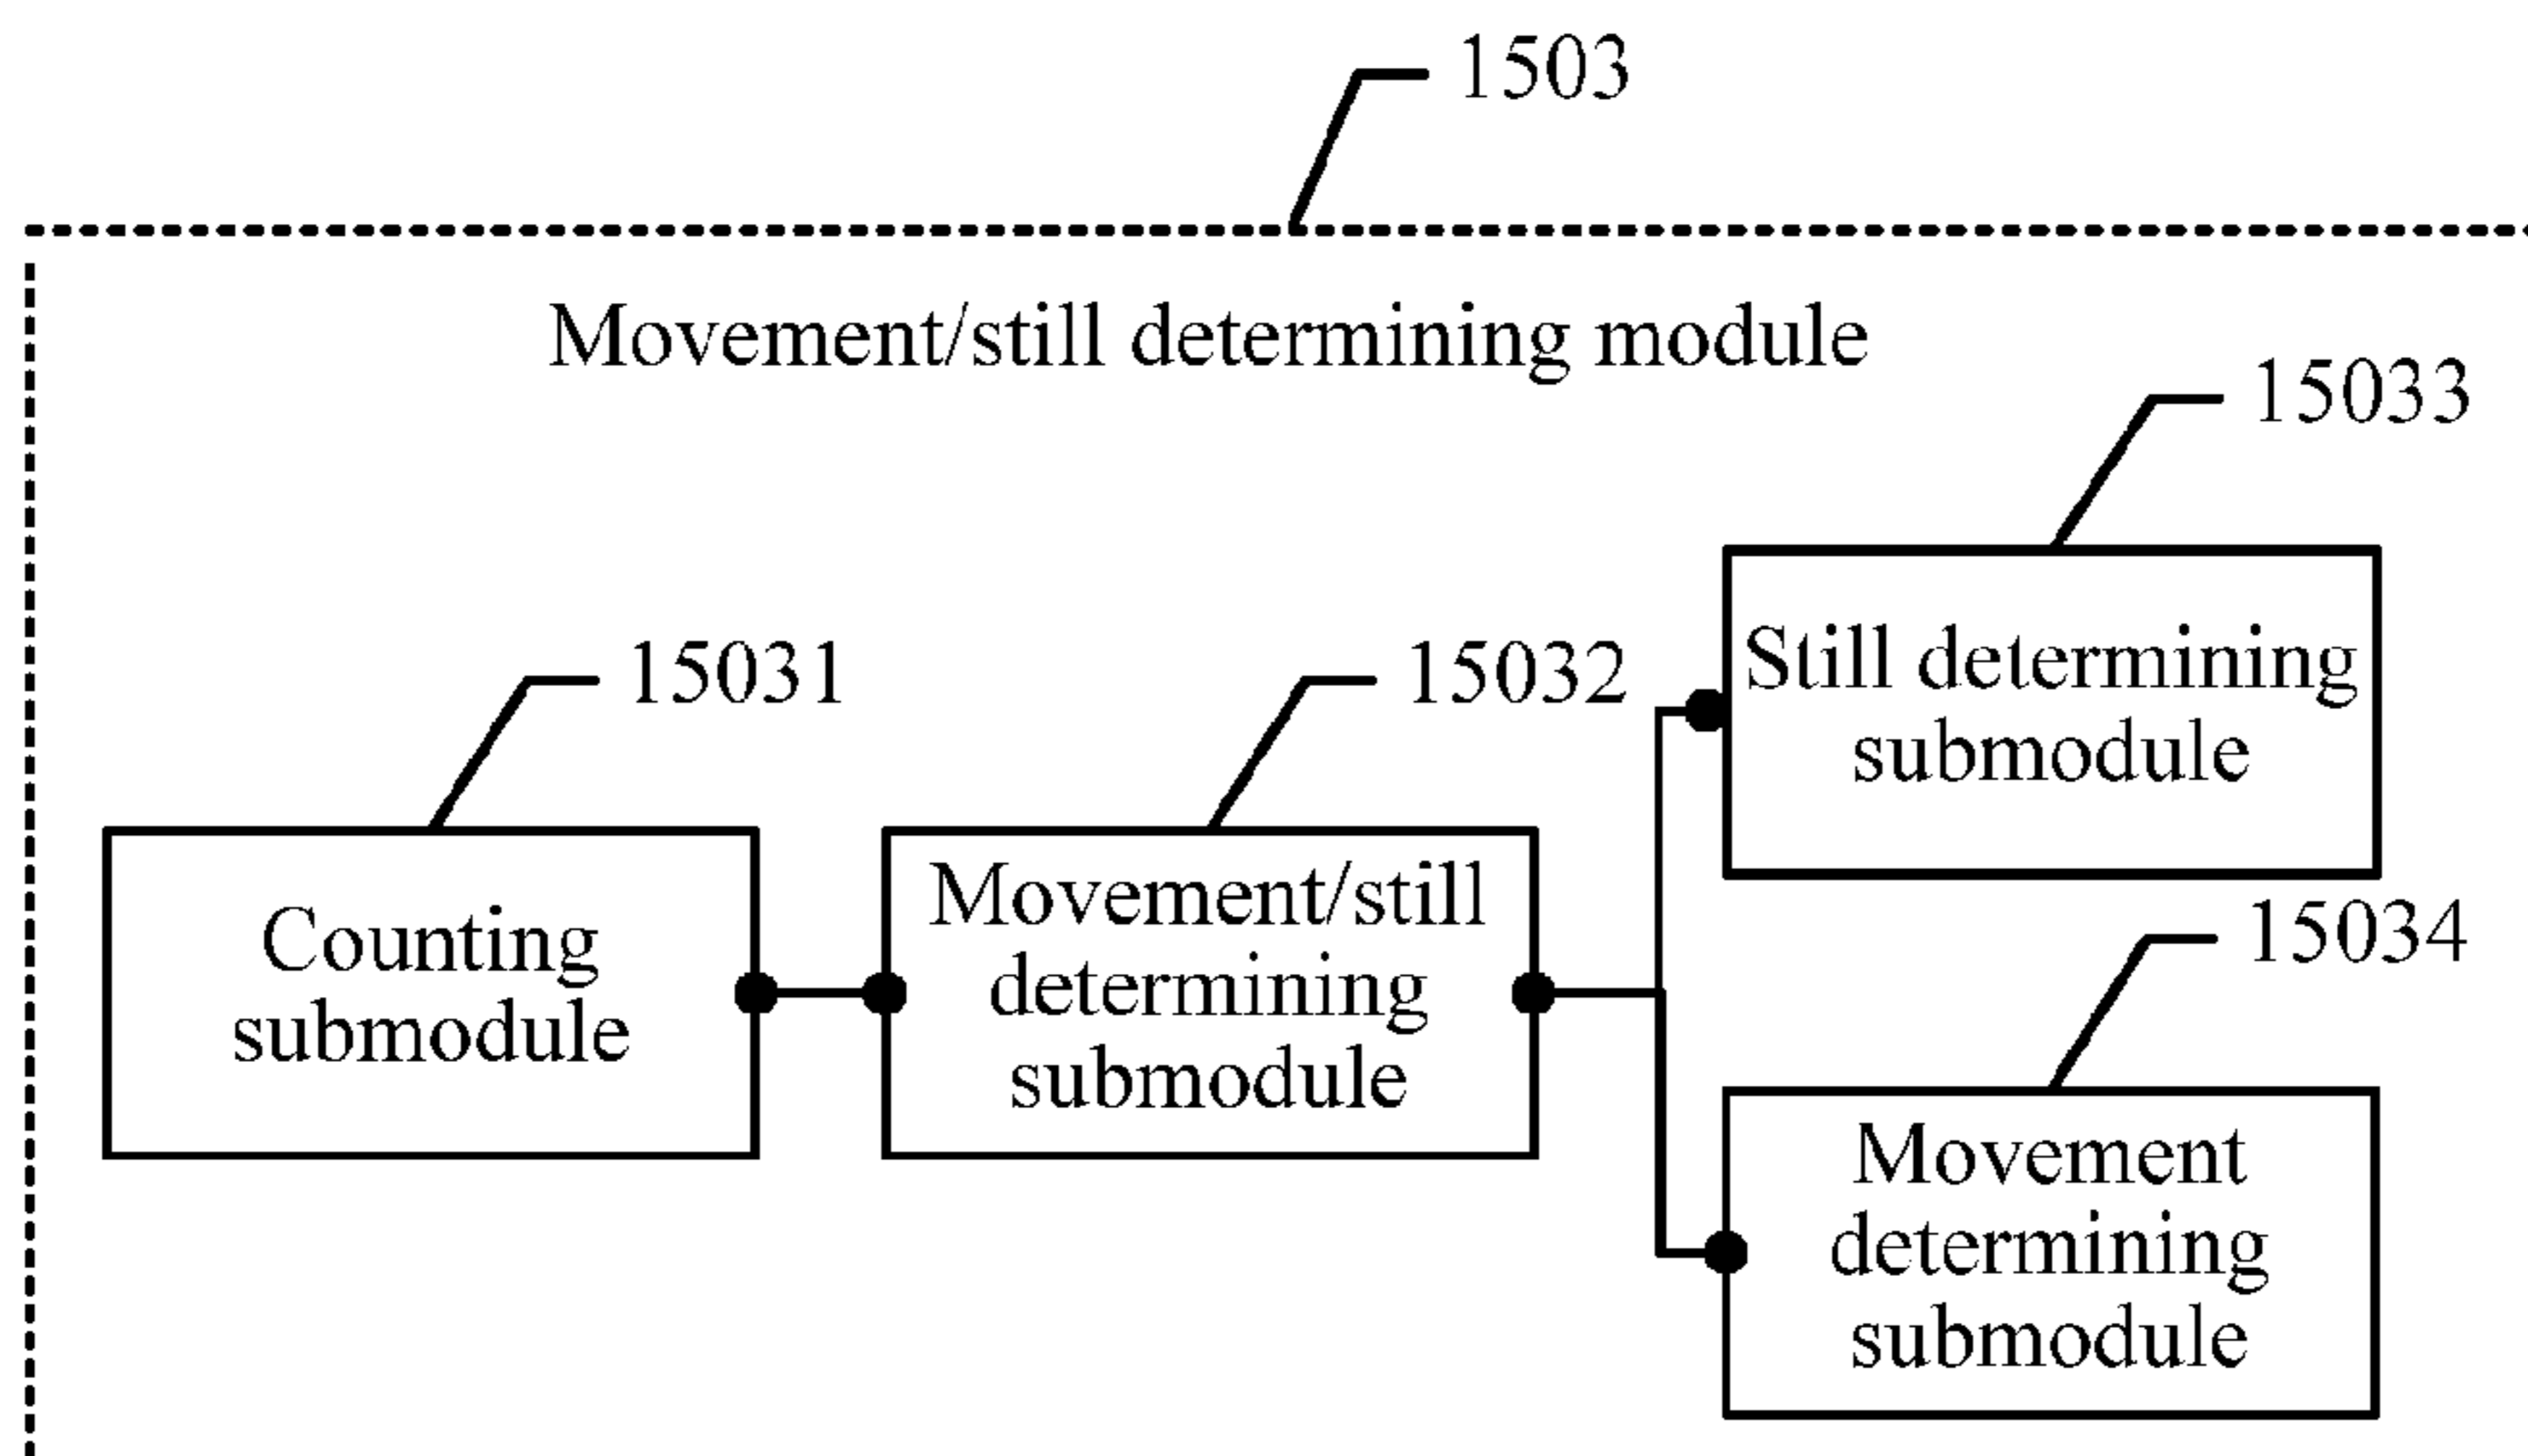 1503
Movement/still determining module
15033
15031
15032
Still determining
submodule
Counting
submodule
Movement/still
determining
submodule
15034
Movement
determining
submodule